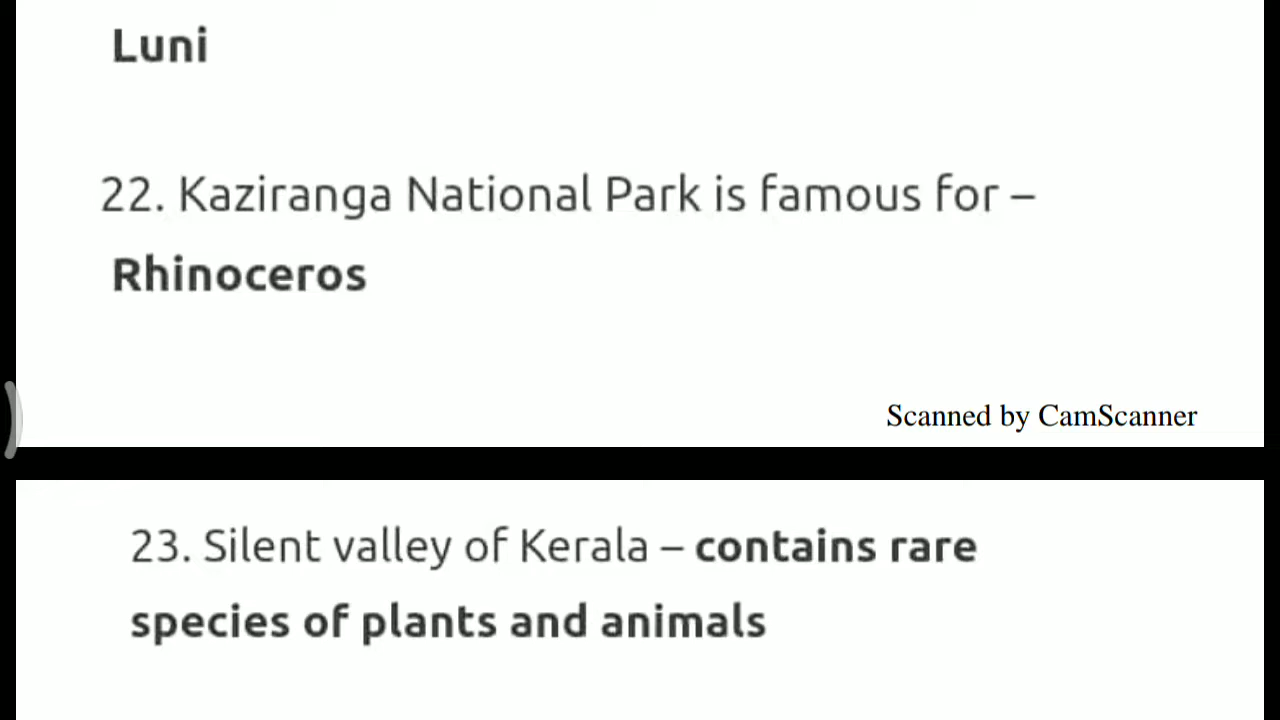 Luni
22. Kaziranga National Park is famous for –
Rhinoceros
Scanned by CamScanner
23. Silent valley of Kerala – contains rare
species of plants and animals